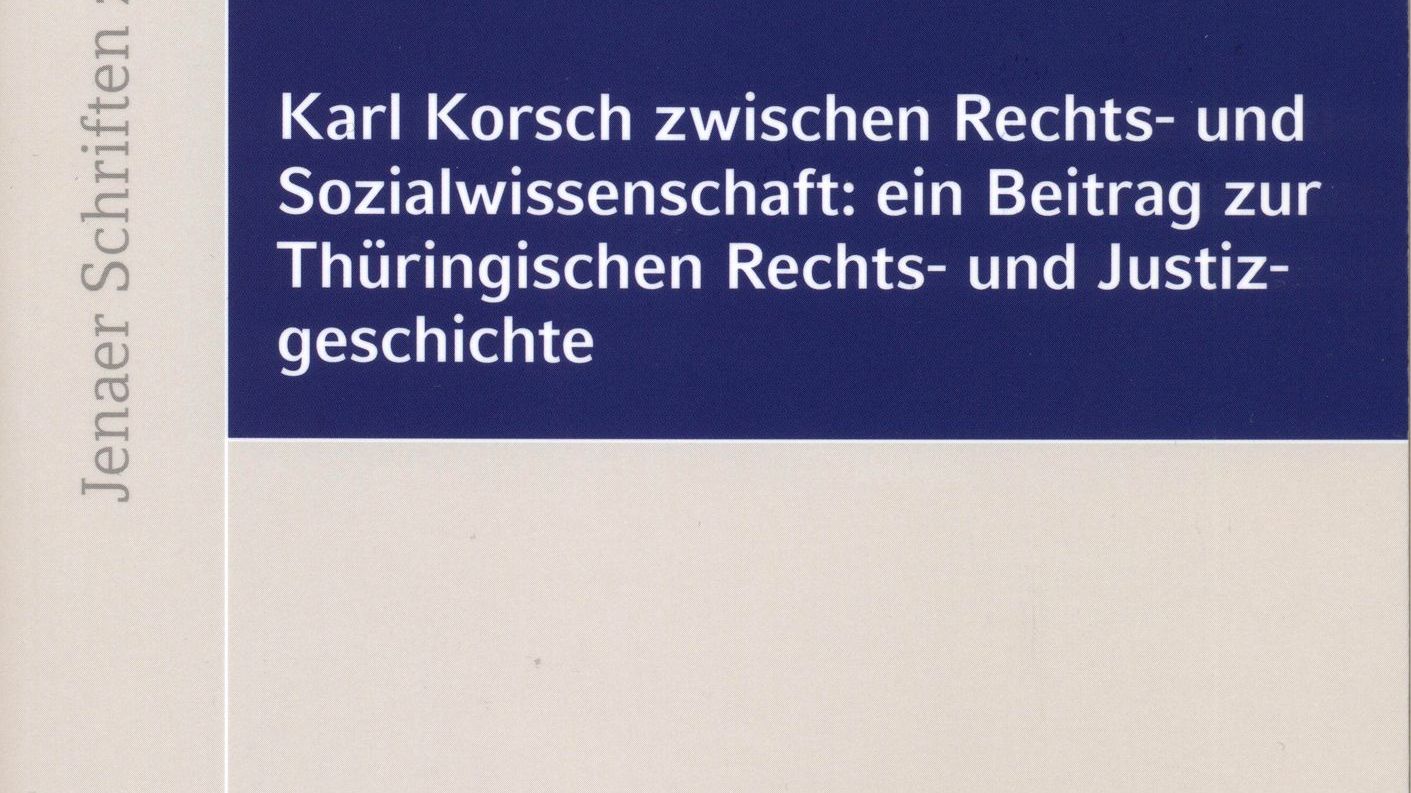 Jenaer Schriften
Karl Korsch zwischen Rechts- und
Sozialwissenschaft: ein Beitrag zur
Thüringischen Rechts- und Justiz-
geschichte